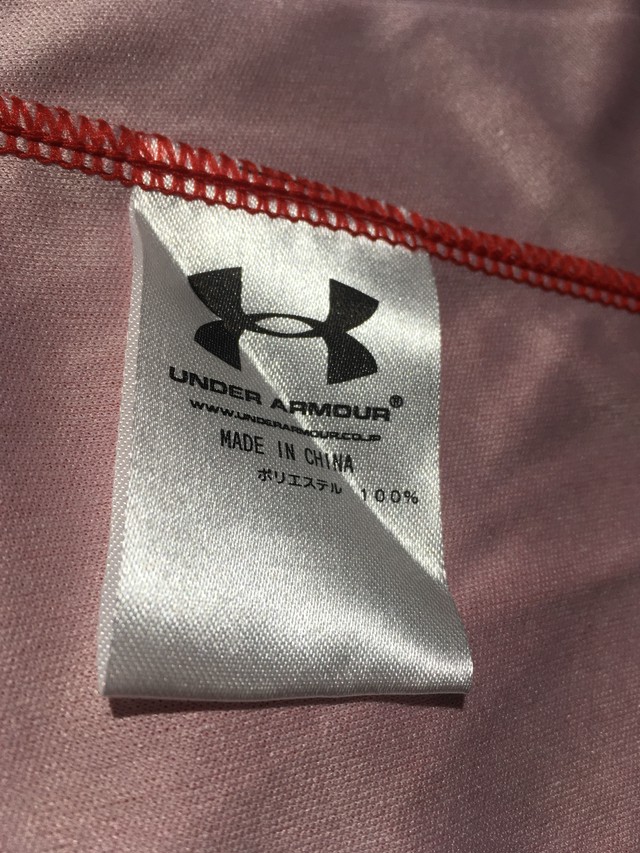 UNDER ARMOUR®
WWW.UNDERARMOUR.CO.JP
MADE IN CHINA
ポリエステル 100%